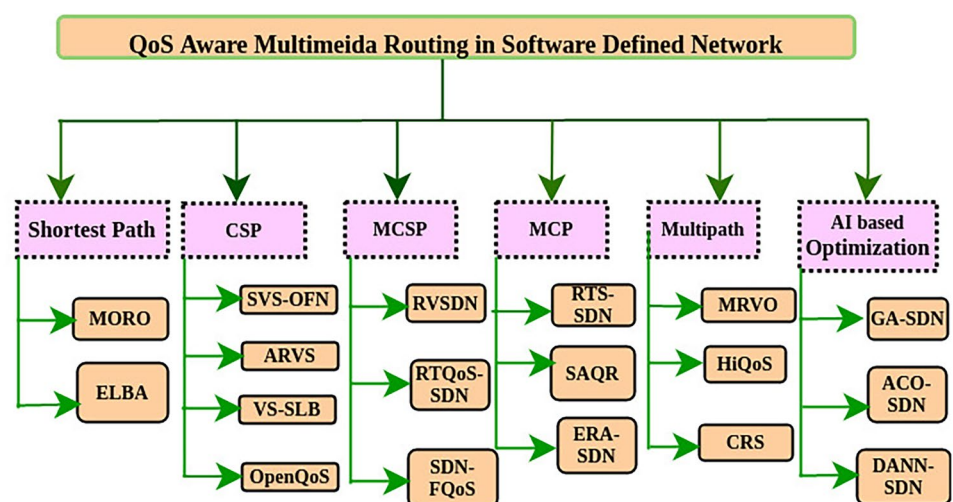 QoS Aware Multimeida Routing in Software Defined Network
Shortest Path
CSP
MCSP
MCP
Multipath
AI based
Optimization
MORO
ELBA
SVS-OFN
ARVS
VS-SLB
OpenQoS
RVSDN
RTQoS-
SDN
SDN-
FQoS
RTS-
SDN
SAQR
ERA-
SDN
MRVO
HiQoS
CRS
GA-SDN
ACO-
SDN
DANN-
SDN